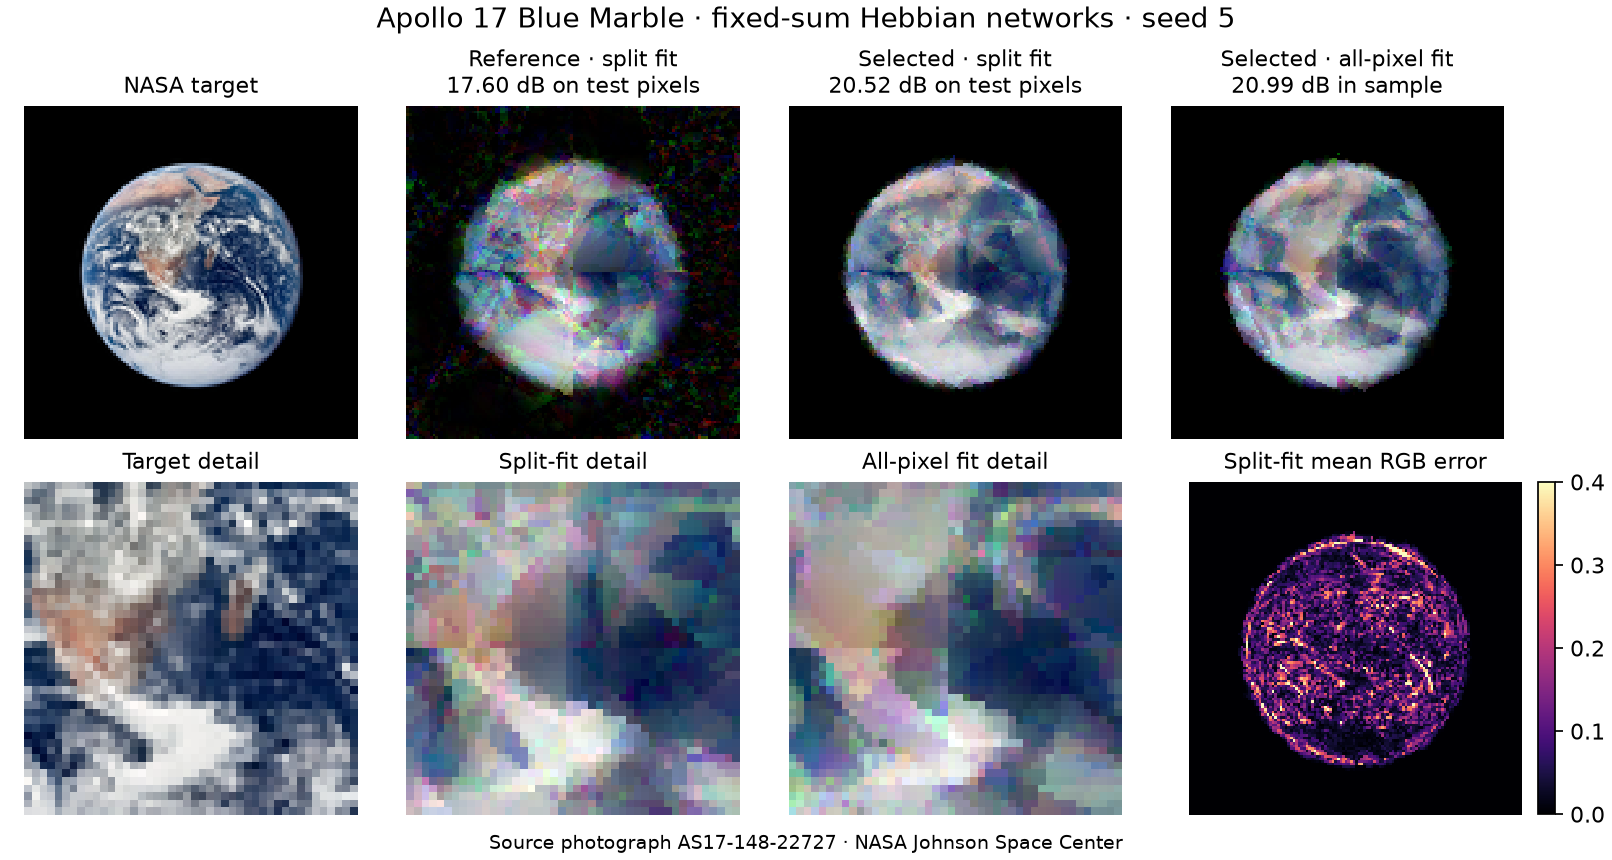 Apollo 17 Blue Marble · fixed-sum Hebbian networks · seed 5
NASA target
Reference · split fit
17.60 dB on test pixels
Selected · split fit
20.52 dB on test pixels
Selected · all-pixel fit
20.99 dB in sample
Target detail
Split-fit detail
All-pixel fit detail
Split-fit mean RGB error
0.4
0.3
0.2
0.1
0.0
Source photograph AS17-148-22727 · NASA Johnson Space Center